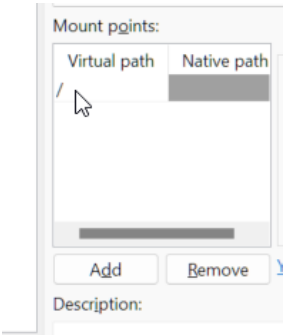 Mount points:
Virtual path Native path
/
Add Remove
Description: